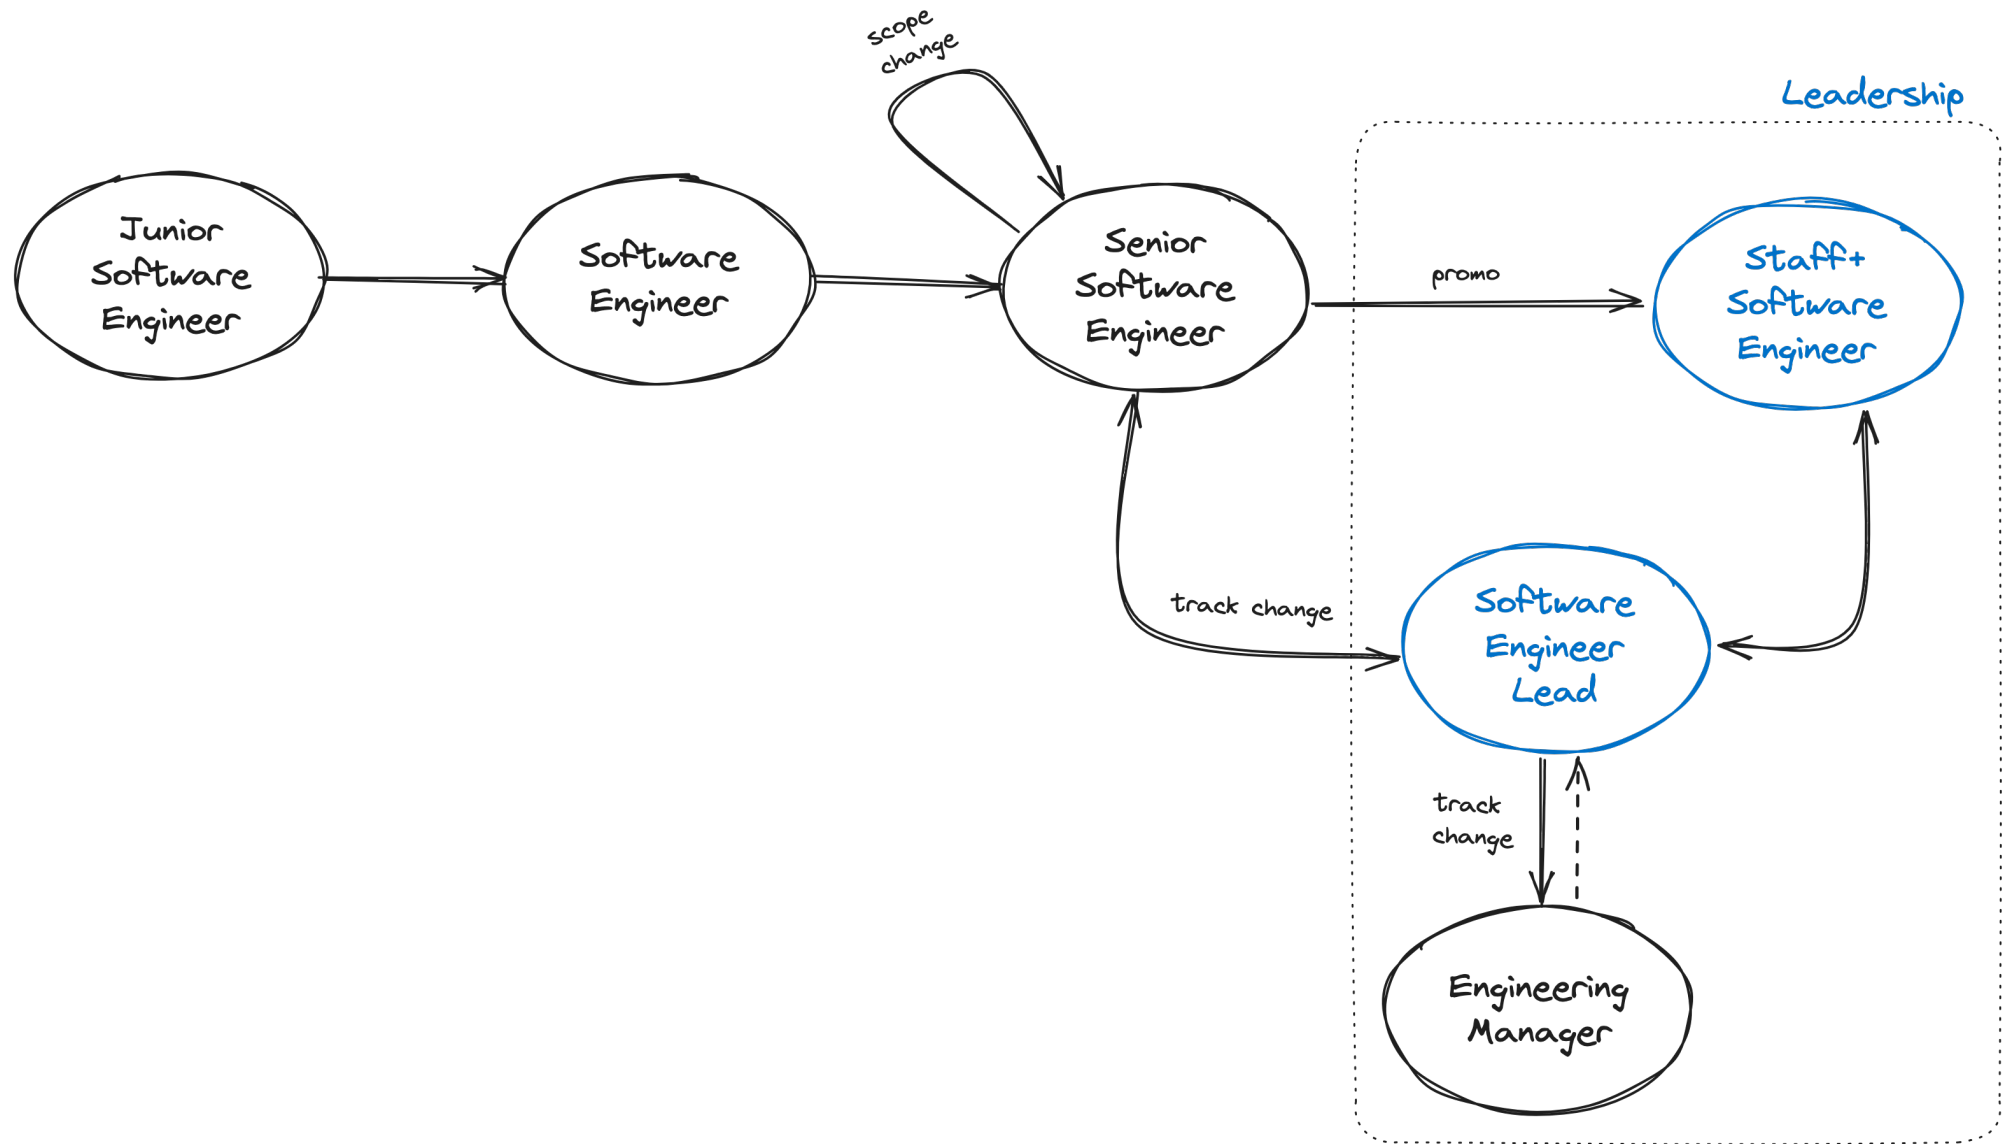 scope
change
Leadership
Junior
Software
Engineer
Software
Engineer
Senior
Software
Engineer
promo
Staff+
Software
Engineer
track change
Software
Engineer
Lead
track
change
Engineering
Manager